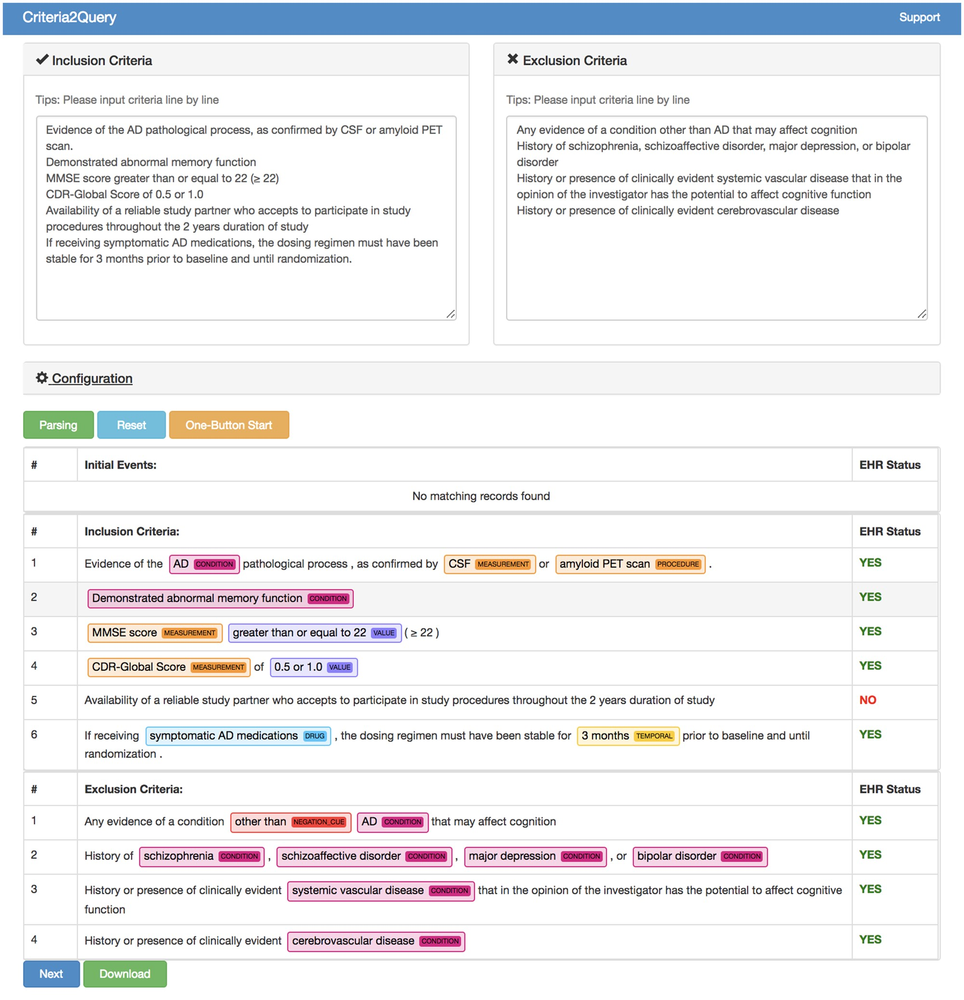 Criteria2Query Support
Inclusion Criteria
Tips: Please input criteria line by line
Evidence of the AD pathological process, as confirmed by CSF or amyloid PET
scan.
Demonstrated abnormal memory function
MMSE score greater than or equal to 22 (≥ 22)
CDR-Global Score of 0.5 or 1.0
Availability of a reliable study partner who accepts to participate in study
procedures throughout the 2 years duration of study
If receiving symptomatic AD medications, the dosing regimen must have been
stable for 3 months prior to baseline and until randomization.
Exclusion Criteria
Tips: Please input criteria line by line
Any evidence of a condition other than AD that may affect cognition
History of schizophrenia, schizoaffective disorder, major depression, or bipolar
disorder
History or presence of clinically evident systemic vascular disease that in the
opinion of the investigator has the potential to affect cognitive function
History or presence of clinically evident cerebrovascular disease
Configuration
Parsing Reset One-Button Start
# Initial Events: EHR Status
No matching records found
# Inclusion Criteria: EHR Status
1 Evidence of the AD CONDITION pathological process , as confirmed by CSF MEASUREMENT or amyloid PET scan PROCEDURE . YES
2 Demonstrated abnormal memory function CONDITION YES
3 MMSE score MEASUREMENT greater than or equal to 22 VALUE ( ≥ 22 ) YES
4 CDR-Global Score MEASUREMENT of 0.5 or 1.0 VALUE YES
5 Availability of a reliable study partner who accepts to participate in study procedures throughout the 2 years duration of study NO
6 If receiving symptomatic AD medications DRUG , the dosing regimen must have been stable for 3 months TEMPORAL prior to baseline and until YES
randomization .
# Exclusion Criteria: EHR Status
1 Any evidence of a condition other than NEGATION_CUE AD CONDITION that may affect cognition YES
2 History of schizophrenia CONDITION , schizoaffective disorder CONDITION , major depression CONDITION , or bipolar disorder CONDITION YES
3 History or presence of clinically evident systemic vascular disease CONDITION that in the opinion of the investigator has the potential to affect cognitive YES
function
4 History or presence of clinically evident cerebrovascular disease CONDITION YES
Next Download